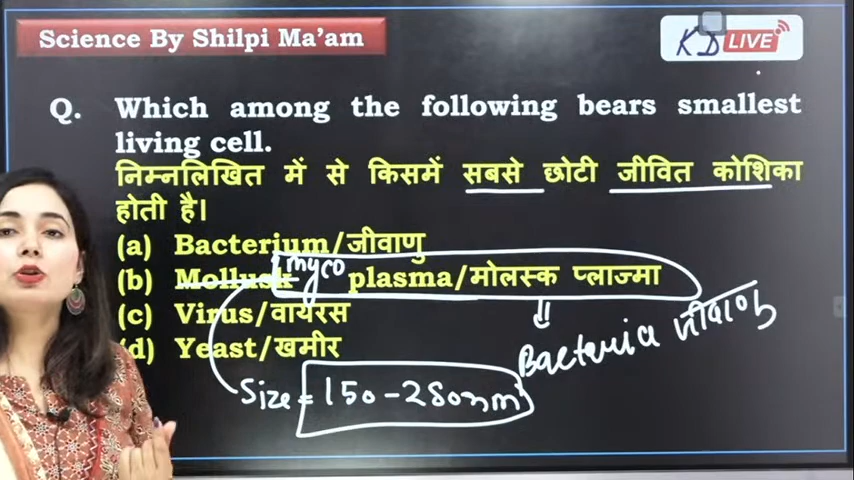 Science By Shilpi Ma'am
KD LIVE
Q. Which among the following bears smallest
living cell.
निम्नलिखित में से किसमें सबसे छोटी जीवित कोशिका
होती है।
(a) Bacterium/जीवाणु
(b) Mollusk myco plasma/मोलस्क प्लाज्मा
(c) Virus/वायरस
(d) Yeast/खमीर
Bacteria जीवाणु
Size = 150-280nm